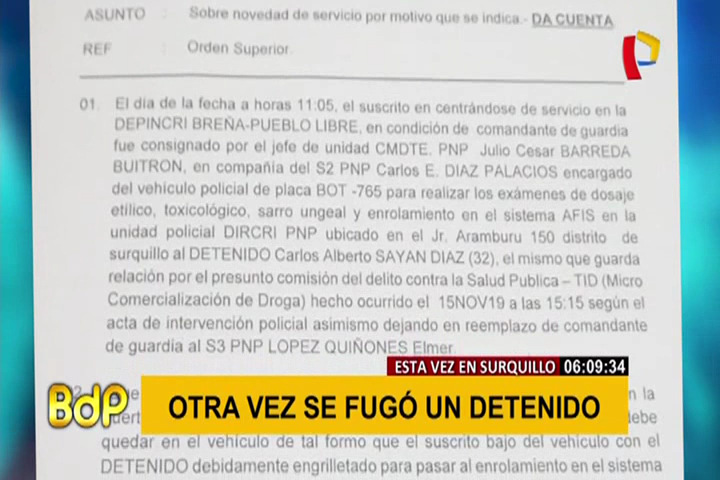 ASUNTO : Sobre novedad de servicio por motivo que se indica.- DA CUENTA
REF : Orden Superior.
01. El día de la fecha a horas 11:05, el suscrito en centrándose de servicio en la
DEPINCRI BREÑA-PUEBLO LIBRE, en condición de comandante de guardia
fue consignado por el jefe de unidad CMDTE. PNP Julio Cesar BARREDA
BUITRON, en compañía del S2 PNP Carlos E. DIAZ PALACIOS encargado
del vehículo policial de placa BOT -765 para realizar los exámenes de dosaje
etílico, toxicológico, sarro ungeal y enrolamiento en el sistema AFIS en la
unidad policial DIRCRI PNP ubicado en el Jr. Aramburu 150 distrito de
surquillo al DETENIDO Carlos Alberto SAYAN DIAZ (32), el mismo que guarda
relación por el presunto comisión del delito contra la Salud Publica – TID (Micro
Comercialización de Droga) hecho ocurrido el 15NOV19 a las 15:15 según el
acta de intervención policial asimismo dejando en reemplazo de comandante
de guardia al S3 PNP LOPEZ QUIÑONES Elmer.
ESTA VEZ EN SURQUILLO 06:09:34
BDP OTRA VEZ SE FUGÓ UN DETENIDO
n la
quedar en el vehículo de tal formo que el suscrito bajo del vehículo con el
DETENIDO debidamente engrilletado para pasar al enrolamiento en el sistema